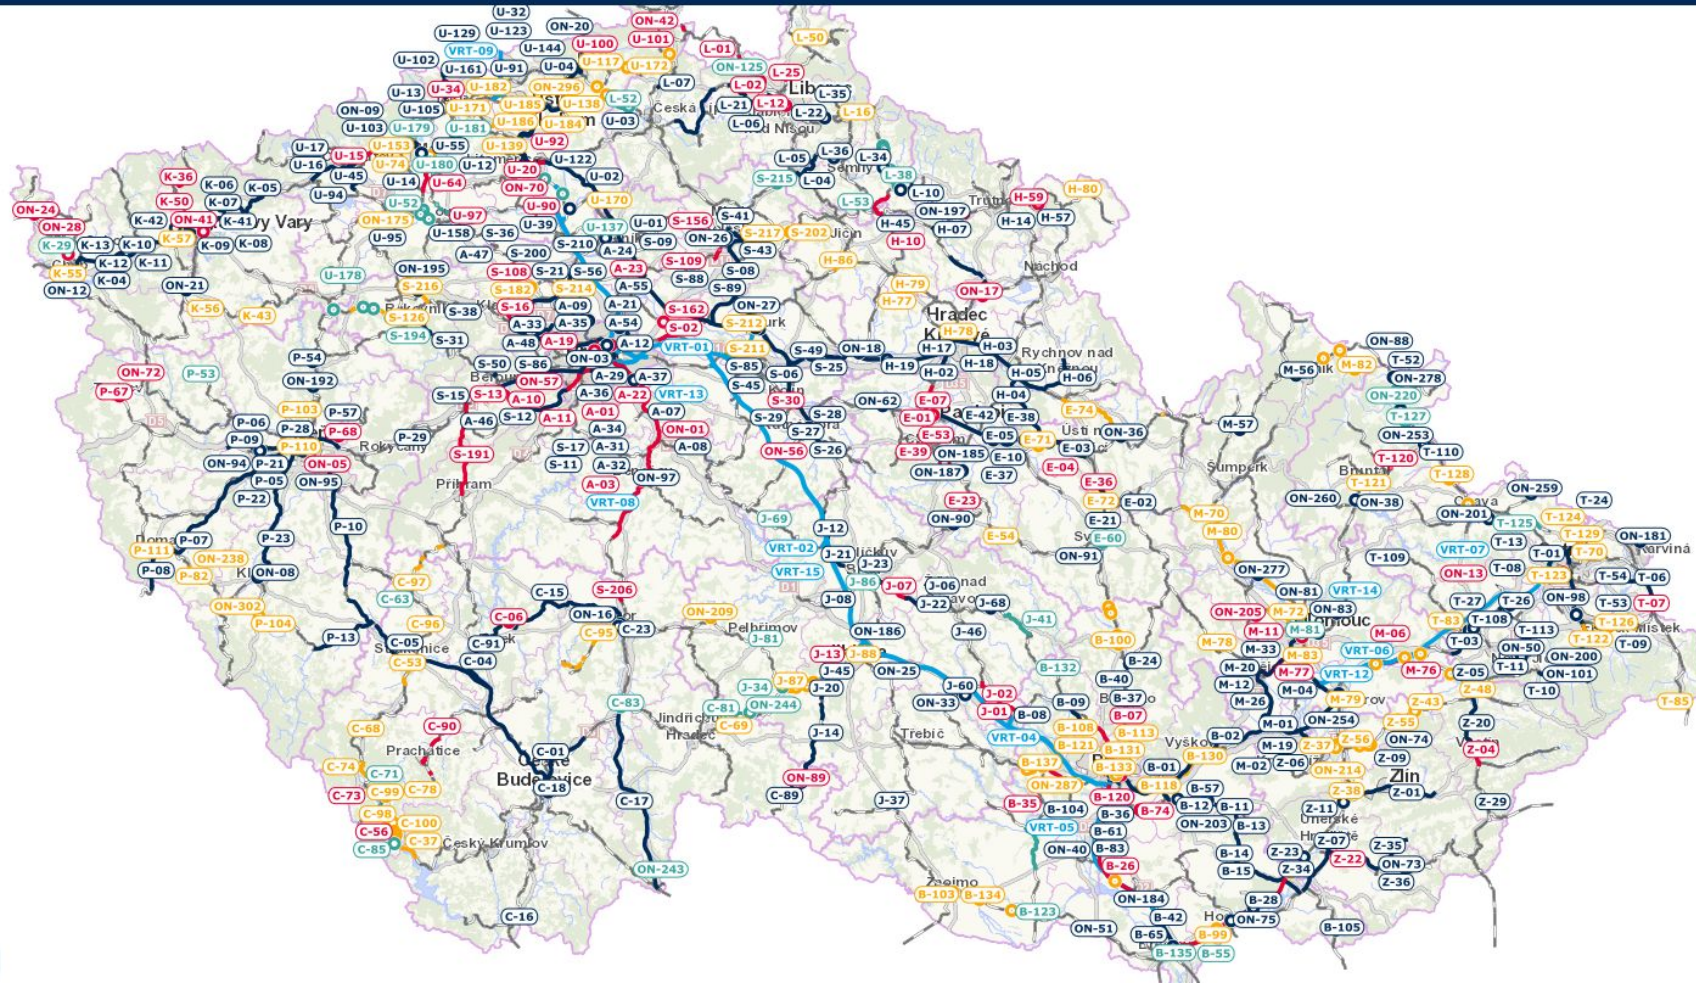 U-32
U-129
U-123
ON-20
ON-42
VRT-09
U-144
U-100
U-101
L-01
L-50
U-102
U-161
U-91
U-04
U-117
U-172
ON-125
L-25
U-13
U-34
U-182
ON-296
L-07
L-02
L-35
ON-09
U-105
U-171
U-185
U-138
L-52
L-21
L-12
L-22
L-16
U-103
U-179
U-181
U-186
U-184
U-03
L-06
nad Nisou
U-17
U-15
U-153
U-55
U-139
U-92
L-05
L-36
L-34
U-16
U-45
U-74
U-180
U-12
U-20
U-122
S-215
L-04
L-38
K-36
K-06
K-05
U-94
U-14
U-64
ON-70
U-02
L-53
L-10
H-59
H-80
K-50
K-07
U-52
U-90
U-170
ON-197
H-14
H-57
ON-24
K-42
ON-41
K-41
ON-175
U-97
U-39
U-137
U-01
S-156
S-41
H-45
H-07
ON-28
K-57
K-09
K-08
U-95
U-158
S-36
S-210
S-09
ON-26
S-217
S-202
H-10
K-29
K-13
K-10
A-47
S-200
A-24
S-43
K-12
K-11
U-178
ON-195
S-108
S-21
S-56
A-23
S-109
S-08
H-86
Náchod
K-55
K-04
ON-21
S-216
S-182
S-214
A-55
S-88
S-89
H-79
ON-12
K-56
K-43
S-126
S-38
S-16
A-09
A-21
S-162
ON-27
H-77
ON-17
Hradec
S-194
S-31
A-33
A-35
A-54
S-02
S-212
H-78
P-54
A-48
A-19
A-12
VRT-01
S-211
S-49
ON-18
H-17
H-03
Rychnov nad
ON-88
ON-72
P-53
S-50
S-86
ON-03
S-85
S-06
S-25
H-19
H-02
H-18
H-05
H-06
M-56
M-82
T-52
P-67
ON-192
ON-57
A-29
A-37
S-45
ON-278
S-15
S-13
A-10
A-36
A-22
VRT-13
S-30
ON-62
E-07
H-04
ON-220
P-06
P-103
P-57
A-46
S-12
A-11
A-01
A-07
S-29
S-28
E-01
E-42
E-38
E-74
T-127
P-09
P-28
P-68
P-29
Rokycany
A-34
ON-01
S-27
E-53
E-05
E-71
E-03
ON-36
M-57
ON-253
P-110
S-17
A-31
A-08
ON-56
S-26
E-39
ON-185
E-10
T-110
ON-94
P-21
ON-05
S-191
S-11
A-32
ON-97
ON-187
E-37
E-04
Šumperk
T-120
T-128
P-05
ON-95
Příbram
A-03
E-36
T-121
P-22
VRT-08
E-23
E-72
E-02
ON-260
ON-38
ON-259
T-24
P-10
J-69
J-12
ON-90
E-21
M-70
ON-201
T-125
T-124
P-07
P-23
E-54
E-60
M-80
T-13
T-129
ON-181
P-111
ON-238
VRT-02
J-21
ON-91
VRT-07
T-01
T-70
P-08
P-82
ON-08
C-97
J-23
ON-277
T-109
T-08
VRT-15
J-86
J-07
J-06
ON-13
T-123
T-54
T-06
ON-302
C-63
C-15
S-206
J-08
J-22
J-68
ON-81
VRT-14
T-27
T-26
ON-98
T-53
T-07
P-104
C-96
C-06
ON-16
ON-209
J-41
ON-205
M-72
ON-83
T-83
T-108
T-126
P-13
C-05
C-91
C-95
C-23
Pelhřimov
J-81
ON-186
J-46
B-100
M-78
M-11
M-81
M-06
T-113
T-122
T-09
C-53
C-04
J-13
J-88
M-33
M-83
VRT-06
T-03
ON-50
ON-200
J-45
ON-25
B-132
B-24
M-20
M-77
VRT-12
M-76
Z-05
T-11
ON-101
J-34
J-87
J-20
J-60
B-40
M-12
M-04
T-10
C-83
C-81
ON-244
ON-33
J-02
B-09
B-37
M-26
M-79
Z-43
Z-48
T-85
C-68
C-90
Jindřichův
Hradec
C-69
J-14
Třebíč
J-01
B-08
B-07
ON-254
Z-55
Z-20
Prachatice
C-01
VRT-04
B-108
B-113
B-02
M-01
Z-37
Z-56
ON-74
C-74
C-71
B-121
B-131
Vyškov
M-19
Z-04
C-73
C-99
C-78
Budějovice
ON-89
B-137
B-133
B-01
B-130
M-02
Z-06
Z-09
C-98
C-18
C-89
ON-287
B-118
ON-214
Zlín
C-56
C-100
C-17
J-37
B-35
B-104
B-120
B-74
B-57
Z-38
Z-01
C-85
C-37
Český Krumlov
VRT-05
B-36
B-12
B-11
Z-11
Z-29
B-61
ON-203
B-13
Z-07
ON-243
ON-40
B-83
B-14
Z-23
Z-22
Z-35
B-26
B-15
Z-34
ON-73
B-103
B-134
Z-36
C-16
B-123
ON-184
B-28
ON-51
B-42
ON-75
B-65
B-99
B-105
B-135
B-55